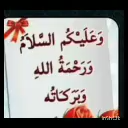 وَعَلَيْكُم السَّلَامُ
وَرَحْمَةُ اللهِ
وَبَرَكَاتُه